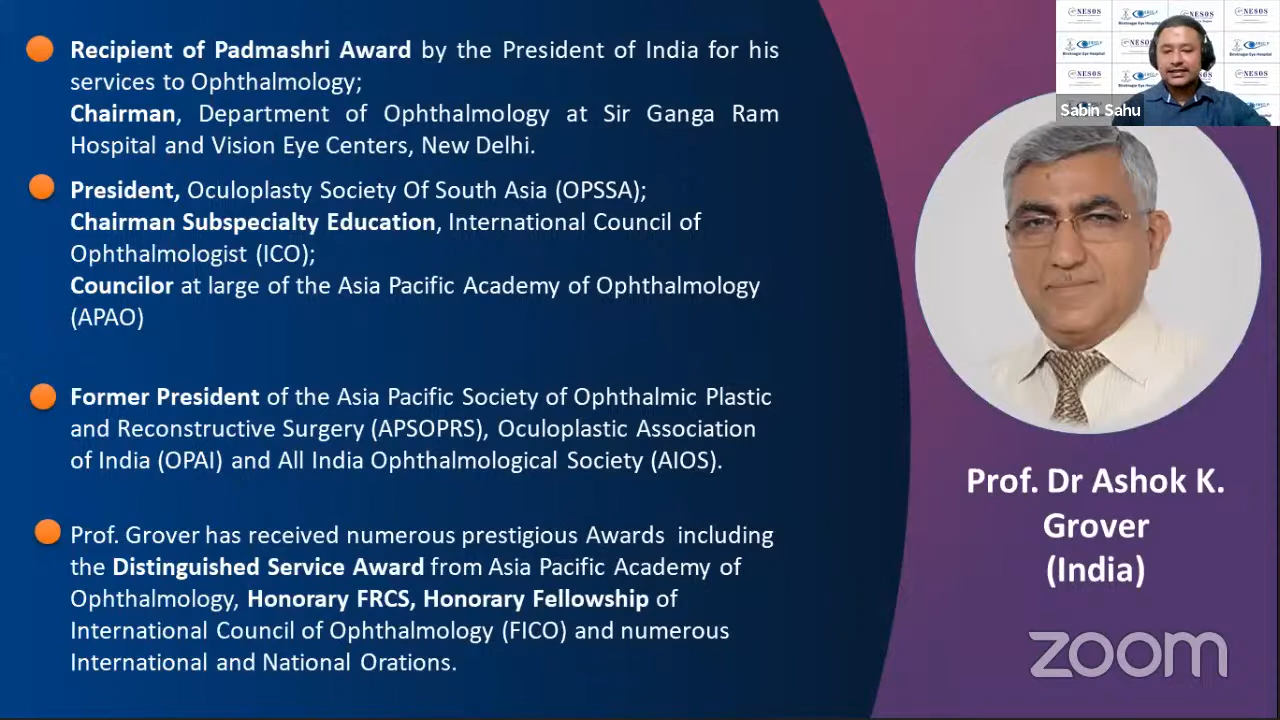 Recipient of Padmashri Award by the President of India for his
services to Ophthalmology;
Chairman, Department of Ophthalmology at Sir Ganga Ram
Hospital and Vision Eye Centers, New Delhi.
President, Oculoplasty Society Of South Asia (OPSSA);
Chairman Subspecialty Education, International Council of
Ophthalmologist (ICO);
Councilor at large of the Asia Pacific Academy of Ophthalmology
(APAO)
Former President of the Asia Pacific Society of Ophthalmic Plastic
and Reconstructive Surgery (APSOPRS), Oculoplastic Association
of India (OPAI) and All India Ophthalmological Society (AIOS).
Prof. Grover has received numerous prestigious Awards including
the Distinguished Service Award from Asia Pacific Academy of
Ophthalmology, Honorary FRCS, Honorary Fellowship of
International Council of Ophthalmology (FICO) and numerous
International and National Orations.
NESOS
Biratnagar Eye Hospital
Sabin Sahu
Prof. Dr Ashok K.
Grover
(India)
zoom